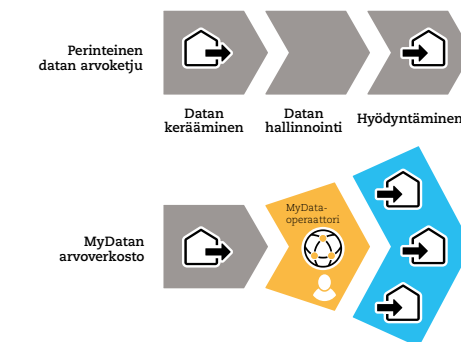 Perinteinen
datan arvoketju
Datan
kerääminen
Datan
hallinnointi
Hyödyntäminen
MyData-
operaattori
MyDatan
arvoverkosto